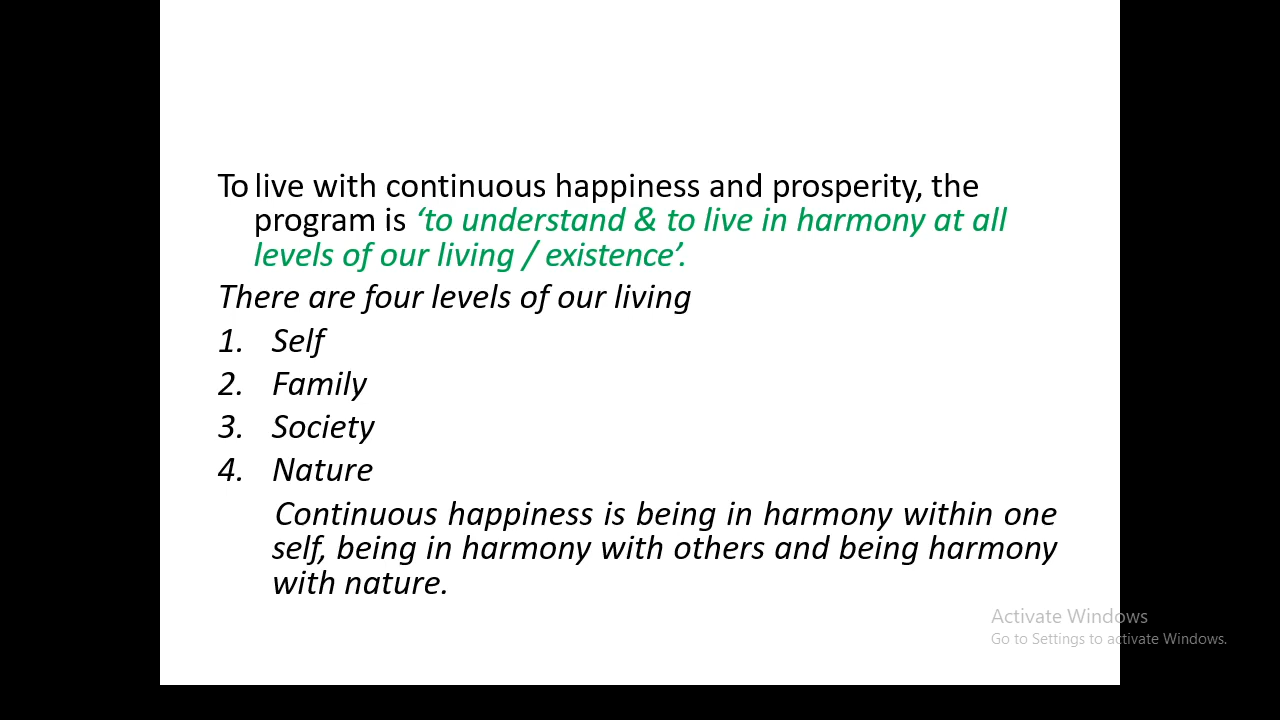 To live with continuous happiness and prosperity, the
program is ‘to understand & to live in harmony at all
levels of our living / existence’.
There are four levels of our living
1. Self
2. Family
3. Society
4. Nature
Continuous happiness is being in harmony within one
self, being in harmony with others and being harmony
with nature.
Activate Windows
Go to Settings to activate Windows.